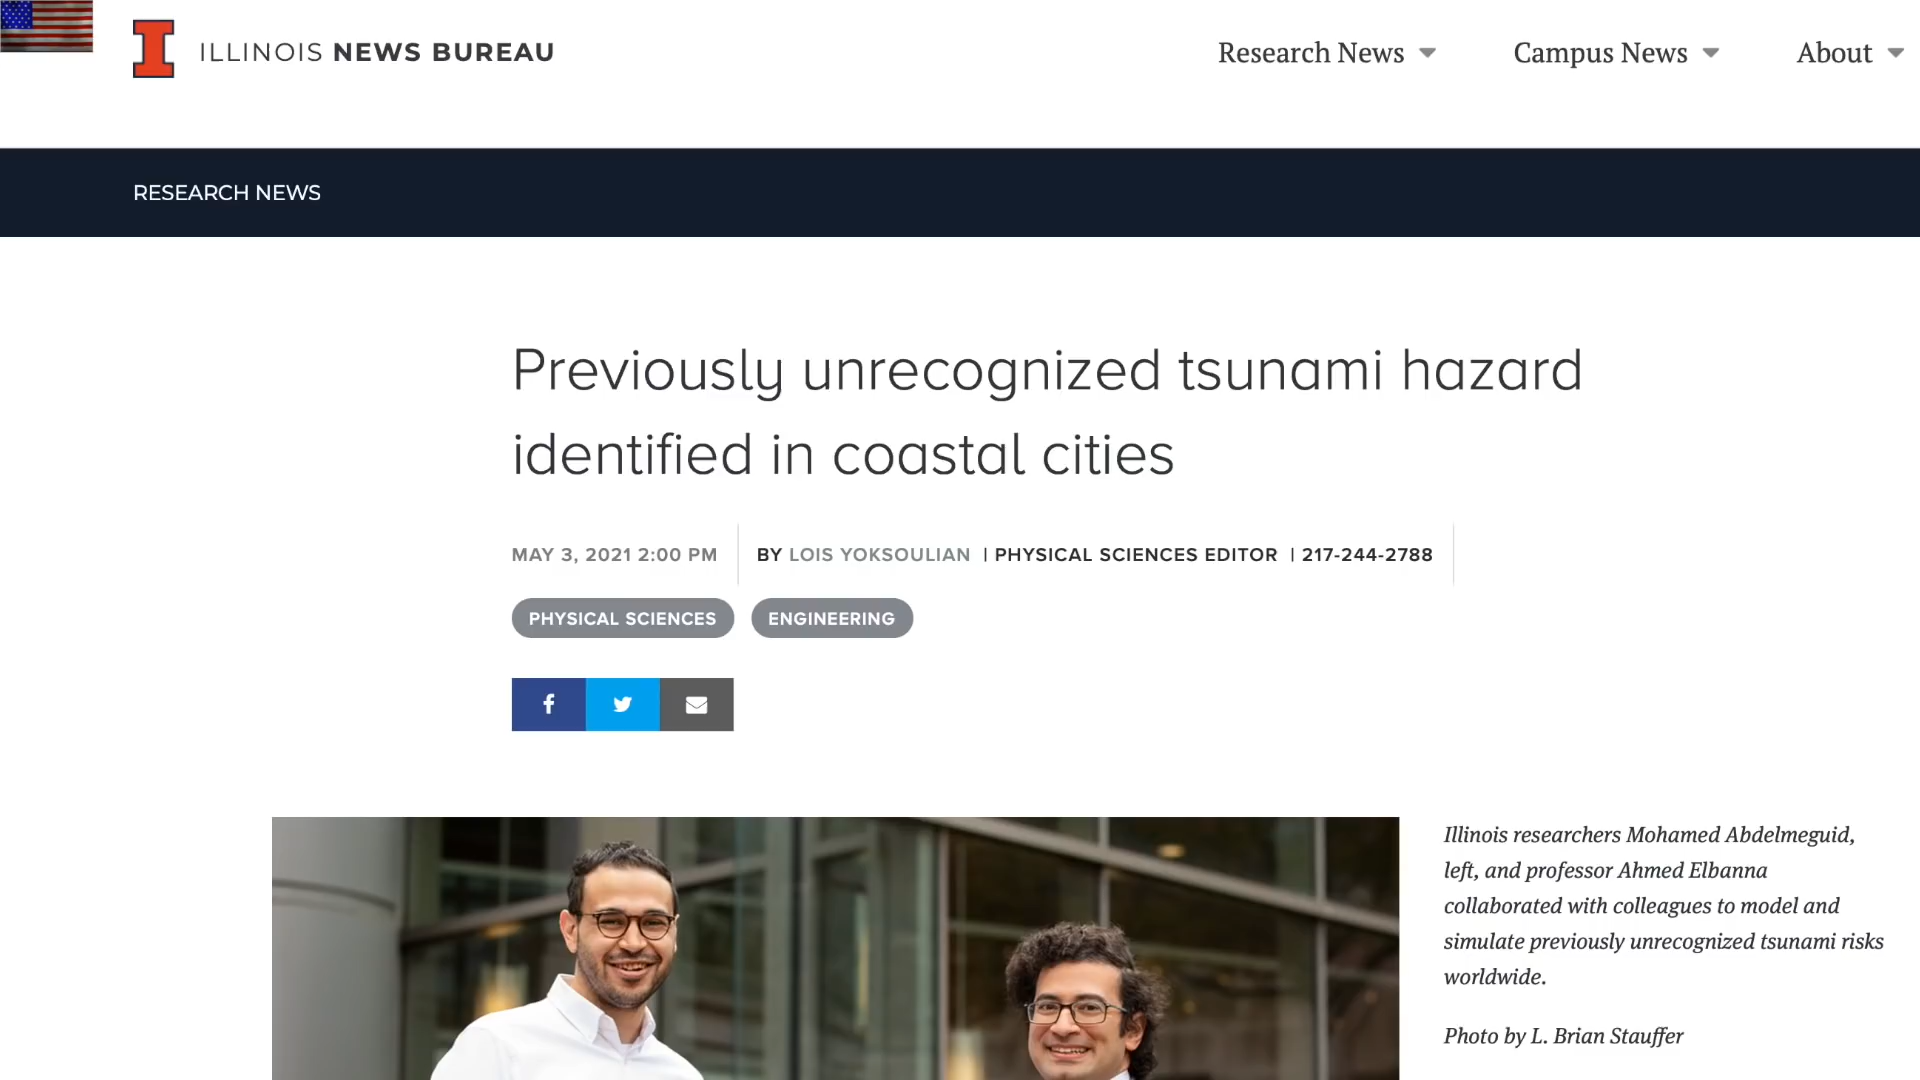 ILLINOIS NEWS BUREAU
Research News
Campus News
About
RESEARCH NEWS
Previously unrecognized tsunami hazard
identified in coastal cities
MAY 3, 2021 2:00 PM
BY LOIS YOKSOULIAN | PHYSICAL SCIENCES EDITOR | 217-244-2788
PHYSICAL SCIENCES
ENGINEERING
Illinois researchers Mohamed Abdelmeguid,
left, and professor Ahmed Elbanna
collaborated with colleagues to model and
simulate previously unrecognized tsunami risks
worldwide.
Photo by L. Brian Stauffer